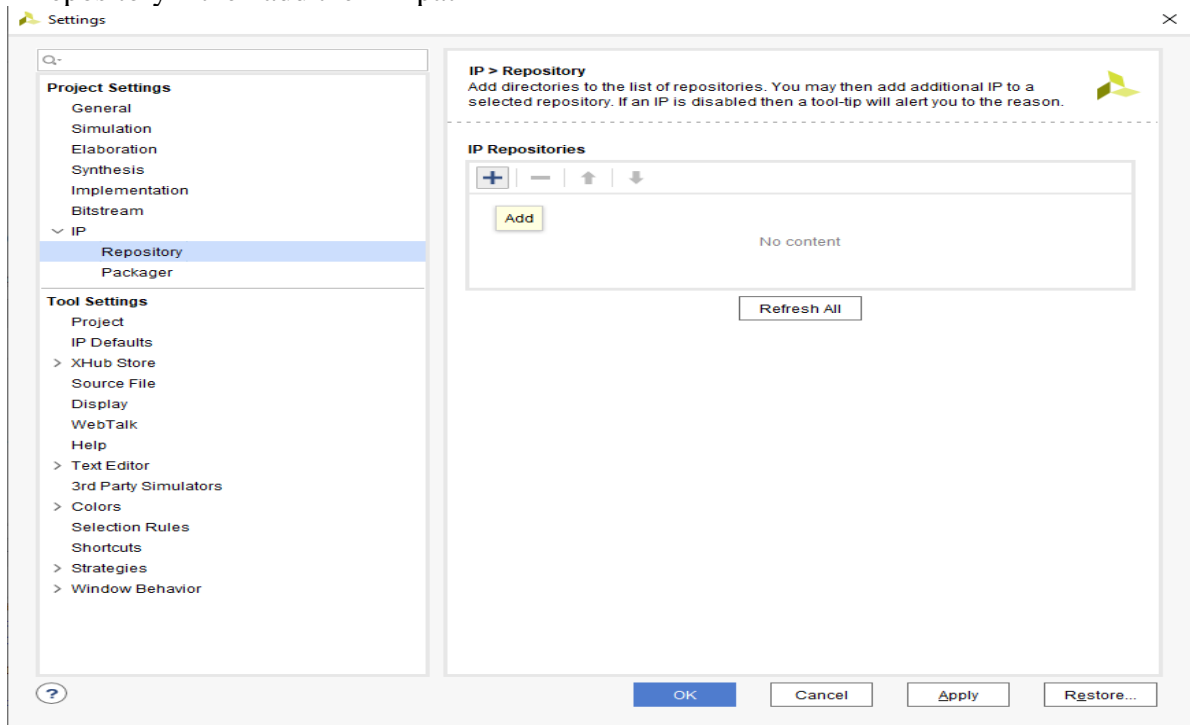 Settings
Project Settings
General
Simulation
Elaboration
Synthesis
Implementation
Bitstream
IP
Repository
Packager
Tool Settings
Project
IP Defaults
XHub Store
Source File
Display
WebTalk
Help
Text Editor
3rd Party Simulators
Colors
Selection Rules
Shortcuts
Strategies
Window Behavior
IP > Repository
Add directories to the list of repositories. You may then add additional IP to a
selected repository. If an IP is disabled then a tool-tip will alert you to the reason.
IP Repositories
Add
No content
Refresh All
?
OK
Cancel
Apply
Restore...